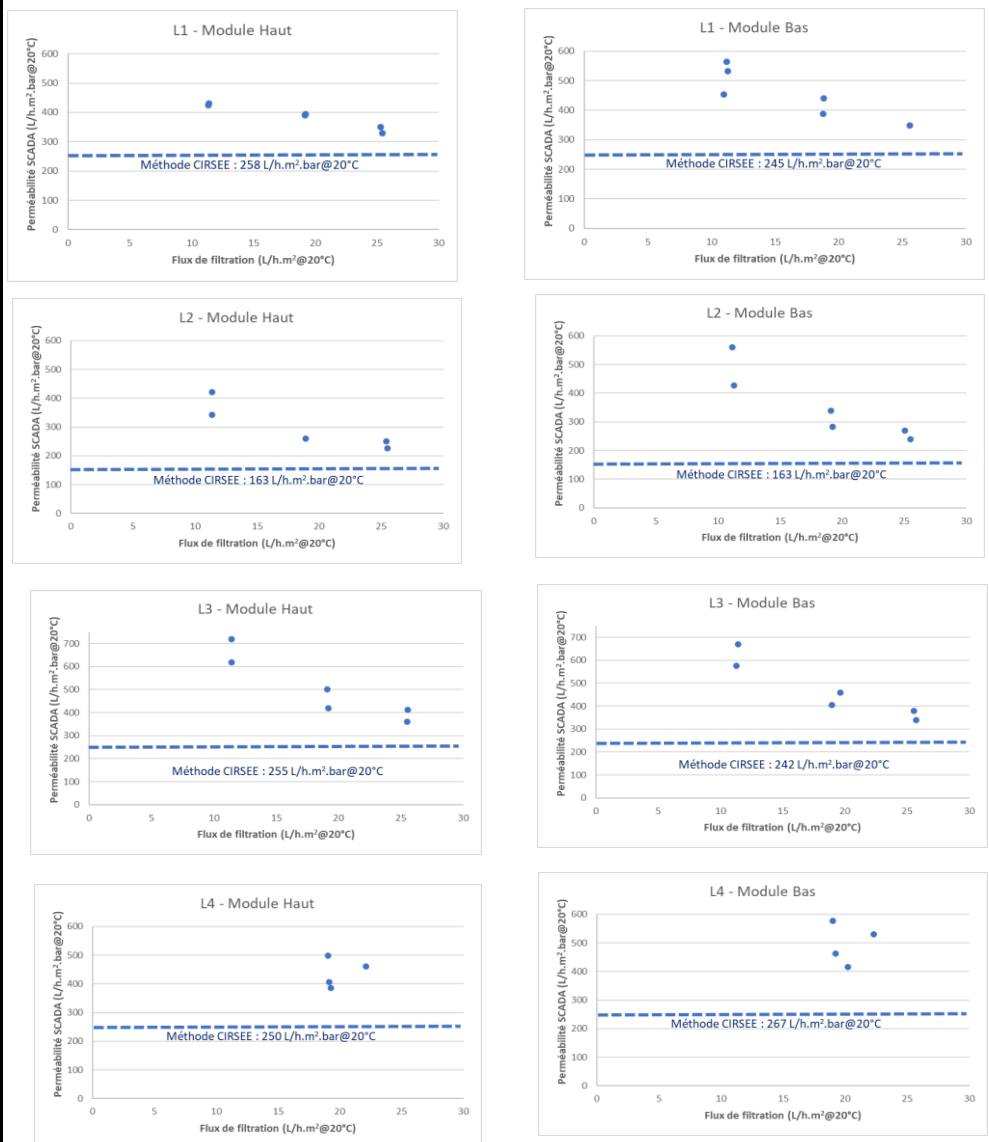 L1 - Module Haut
Perméabilité SCADA (L/h.m².bar@20°C)
600
500
400
300
200
100
0
Méthode CIRSEE : 258 L/h.m².bar@20°C
0 5 10 15 20 25 30
Flux de filtration (L/h.m²@20°C)
L1 - Module Bas
Perméabilité SCADA (L/h.m².bar@20°C)
600
500
400
300
200
100
0
Méthode CIRSEE : 245 L/h.m².bar@20°C
0 5 10 15 20 25 30
Flux de filtration (L/h.m²@20°C)
L2 - Module Haut
Perméabilité SCADA (L/h.m².bar@20°C)
600
500
400
300
200
100
0
Méthode CIRSEE : 163 L/h.m².bar@20°C
0 5 10 15 20 25 30
Flux de filtration (L/h.m²@20°C)
L2 - Module Bas
Perméabilité SCADA (L/h.m².bar@20°C)
600
500
400
300
200
100
0
Méthode CIRSEE : 163 L/h.m².bar@20°C
0 5 10 15 20 25 30
Flux de filtration (L/h.m²@20°C)
L3 - Module Haut
Perméabilité SCADA (L/h.m².bar@20°C)
700
600
500
400
300
200
100
0
Méthode CIRSEE : 255 L/h.m².bar@20°C
0 5 10 15 20 25 30
Flux de filtration (L/h.m²@20°C)
L3 - Module Bas
Perméabilité SCADA (L/h.m².bar@20°C)
700
600
500
400
300
200
100
0
Méthode CIRSEE : 242 L/h.m².bar@20°C
0 5 10 15 20 25 30
Flux de filtration (L/h.m²@20°C)
L4 - Module Haut
Perméabilité SCADA (L/h.m².bar@20°C)
600
500
400
300
200
100
0
Méthode CIRSEE : 250 L/h.m².bar@20°C
0 5 10 15 20 25 30
Flux de filtration (L/h.m²@20°C)
L4 - Module Bas
Perméabilité SCADA (L/h.m².bar@20°C)
600
500
400
300
200
100
0
Méthode CIRSEE : 267 L/h.m².bar@20°C
0 5 10 15 20 25 30
Flux de filtration (L/h.m²@20°C)